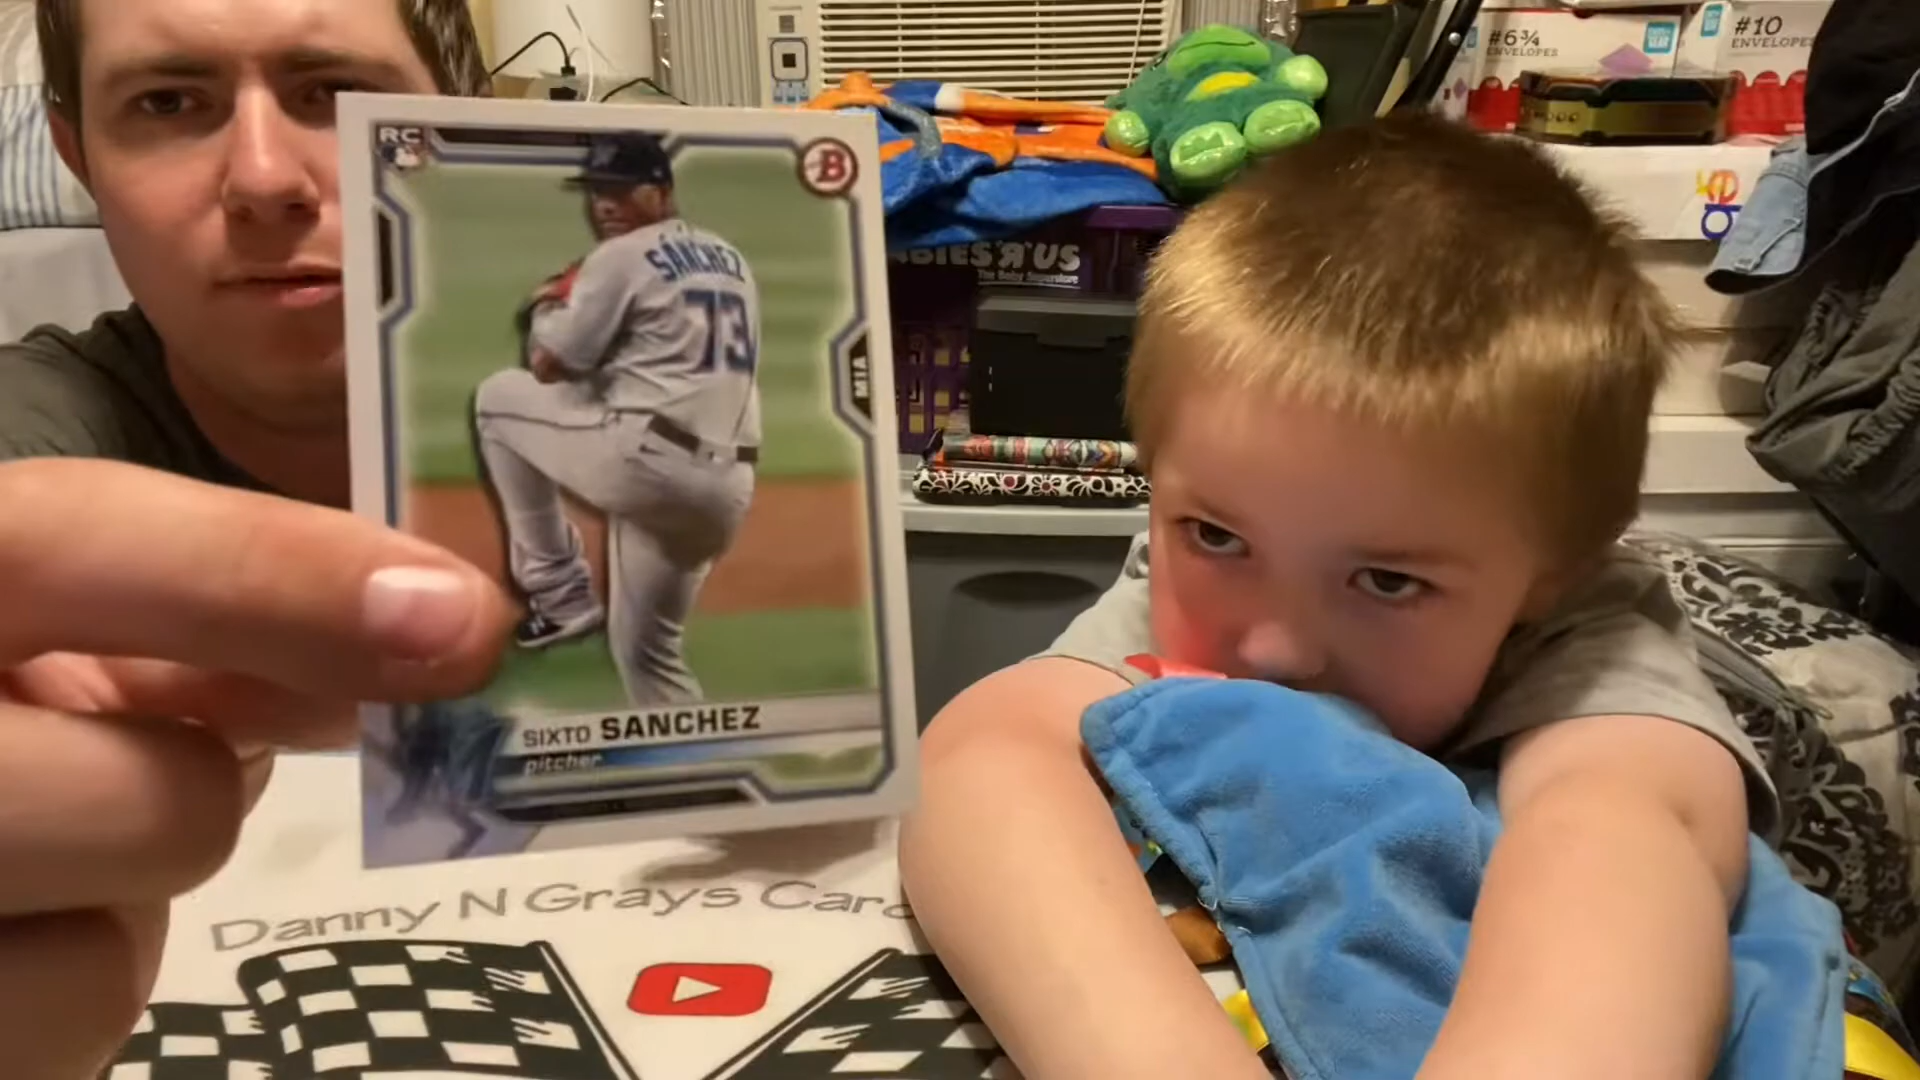 #6¾
ENVELOPES
#10
ENVELOPES
RC
B
SÁNCHEZ
73
MIA
BIES"R"US
The Baby Superstore
SIXTO SANCHEZ
pitcher
Danny N Grays Card